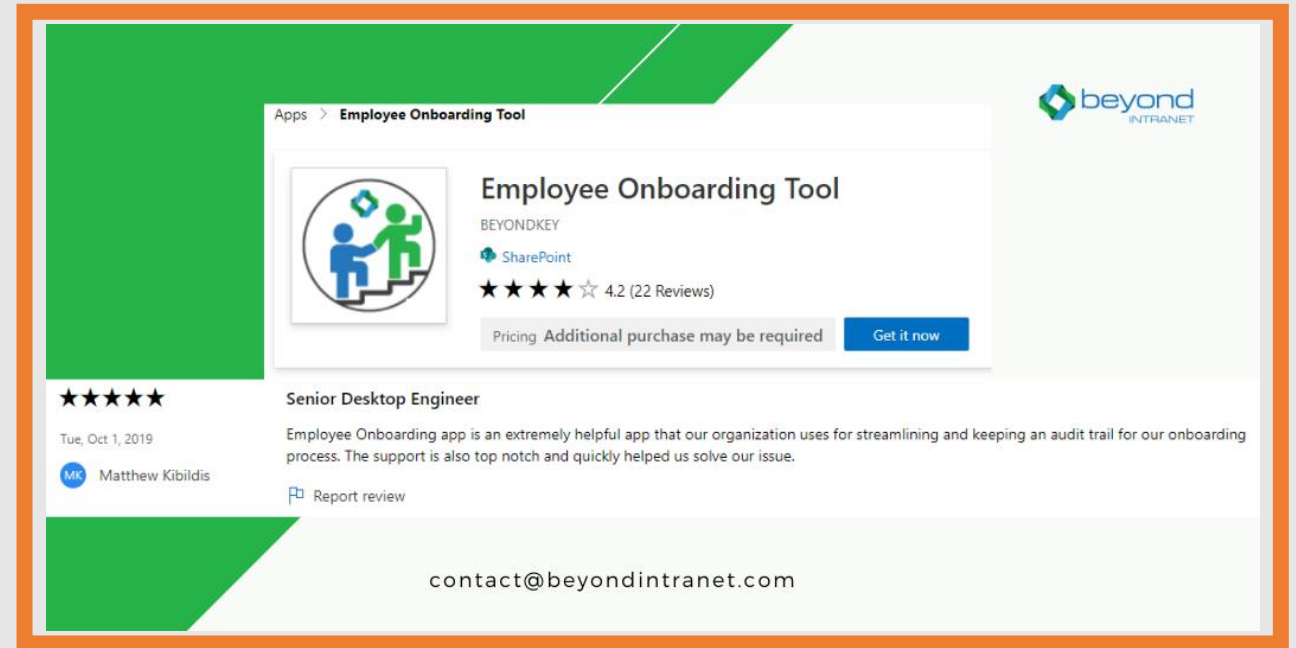 beyond
INTRANET
Apps > Employee Onboarding Tool
Employee Onboarding Tool
BEYONDKEY
SharePoint
4.2 (22 Reviews)
Pricing Additional purchase may be required
Get it now
Senior Desktop Engineer
Tue, Oct 1, 2019
Employee Onboarding app is an extremely helpful app that our organization uses for streamlining and keeping an audit trail for our onboarding
process. The support is also top notch and quickly helped us solve our issue.
MK Matthew Kibildis
Report review
contact@beyondintranet.com